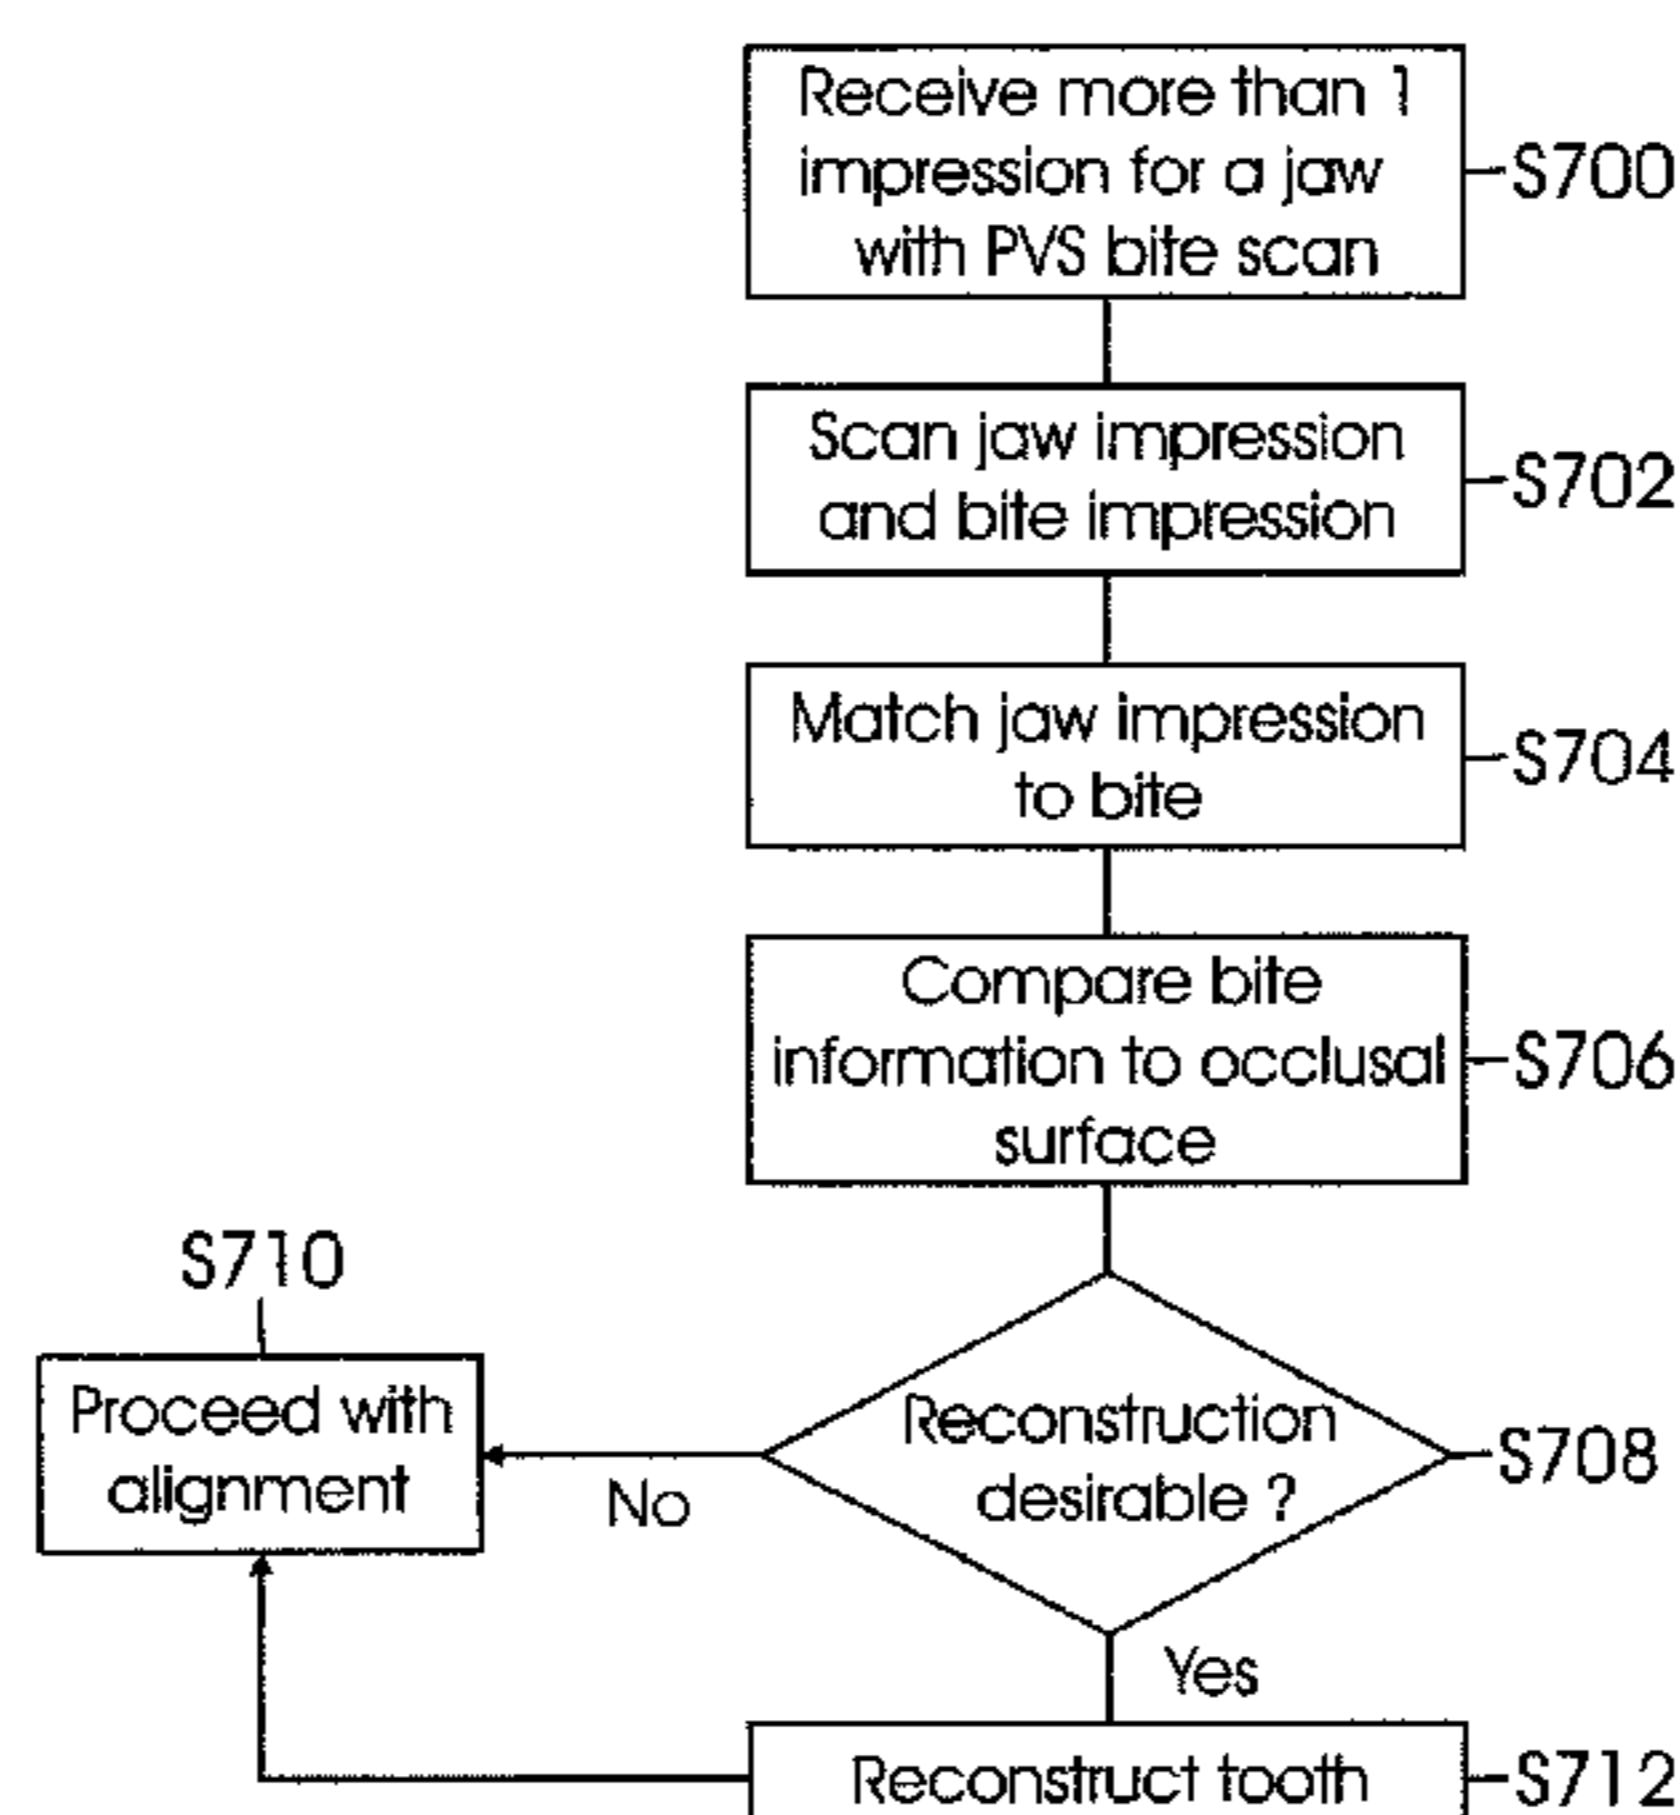 Receive more than 1
impression for a jaw
with PVS bite scan
S700
Scan jaw impression
and bite impression
S702
Match jaw impression
to bite
S704
Compare bite
information to occlusal
surface
S706
S710
Proceed with
alignment
No
Reconstruction
desirable ?
S708
Yes
Reconstruct tooth
S712